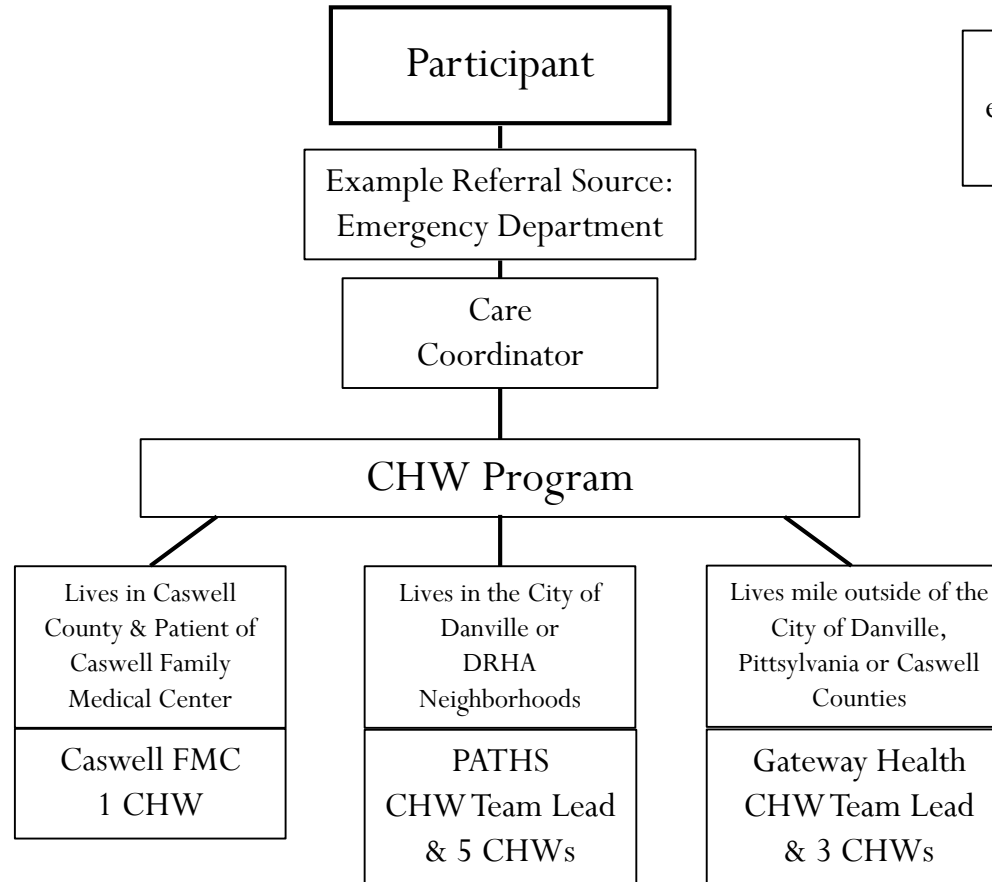 Participant
Example Referral Source:
Emergency Department
Care
Coordinator
CHW Program
Lives in Caswell
County & Patient of
Caswell Family
Medical Center
Caswell FMC
1 CHW
Lives in the City of
Danville or
DRHA
Neighborhoods
PATHS
CHW Team Lead
& 5 CHWs
Lives mile outside of the
City of Danville,
Pittsylvania or Caswell
Counties
Gateway Health
CHW Team Lead
& 3 CHWs